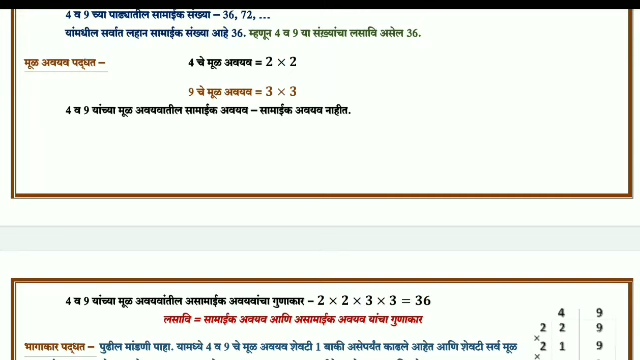 4 व 9 च्या पाढ्यातील सामाईक संख्या – 36, 72, …
यांमधील सर्वात लहान सामाईक संख्या आहे 36. म्हणून 4 व 9 या संख्यांचा लसावि असेल 36.
मूळ अवयव पद्धत –
4 चे मूळ अवयव = 2 × 2
9 चे मूळ अवयव = 3 × 3
4 व 9 यांच्या मूळ अवयवातील सामाईक अवयव – सामाईक अवयव नाहीत.
4 व 9 यांच्या मूळ अवयवांतील असामाईक अवयवांचा गुणाकार – 2 × 2 × 3 × 3 = 36
लसावि = सामाईक अवयव आणि असामाईक अवयव यांचा गुणाकार
4 9
2 2 9
×
2 1 9
×
भागाकार पद्धत – पुढील मांडणी पाहा. यामध्ये 4 व 9 चे मूळ अवयव शेवटी 1 बाकी असेपर्यंत काढले आहेत आणि शेवटी सर्व मूळ